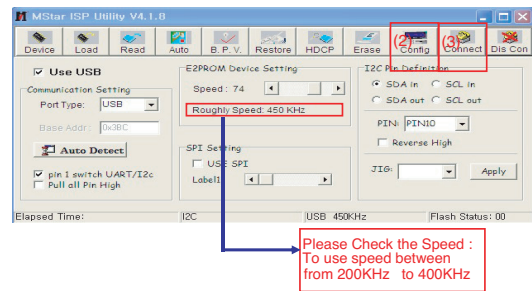 MStar ISP Utility V4.1.8
Device Load Read Auto B. P. V. Restore HDCP Erase Config Connect Dis Con
(2) (3)
Use USB
Communication Setting
Port Type: USB
Base Addr: 0x3BC
Auto Detect
pin 1 switch UART/I2c
Pull all Pin High
E2PROM Device Setting
Speed : 74
Roughly Speed: 450 KHz
SPI Setting
USE SPI
Label1
I2C Pin Definition
SDA in SCL in
SDA out SCL out
PIN: PIN10
Reverse High
JIG: Apply
Elapsed Time: I2C USB 450KHz Flash Status: 00
Please Check the Speed :
To use speed between
from 200KHz to 400KHz